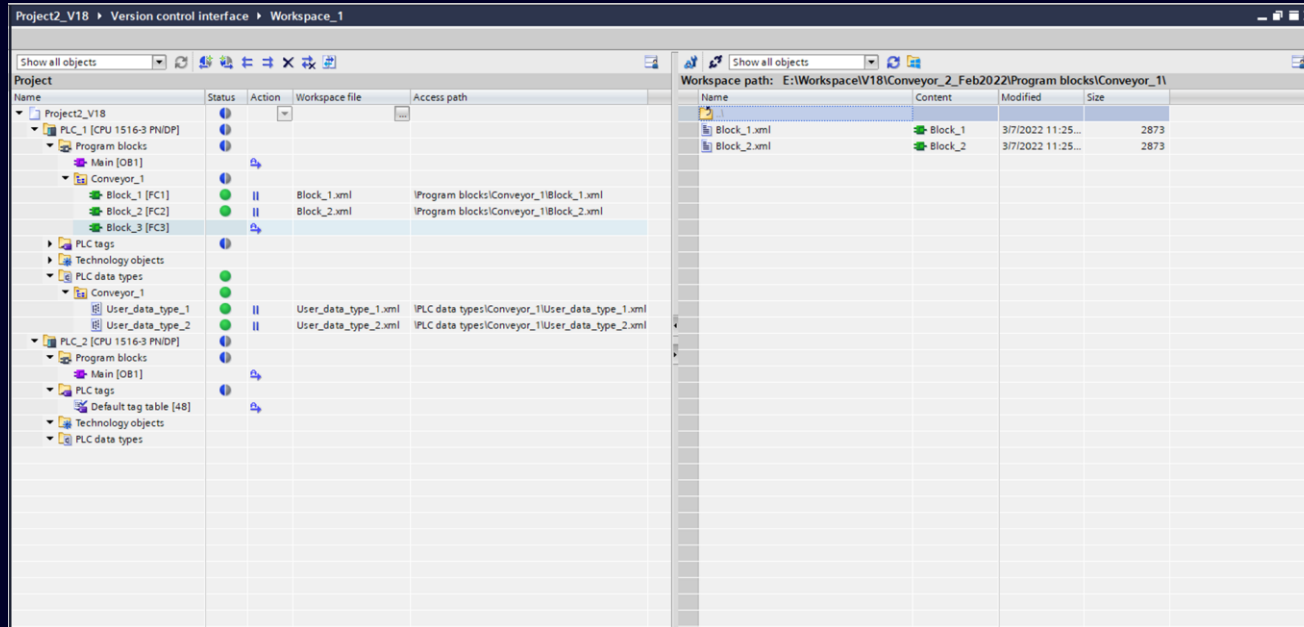 Project2_V18 ▸ Version control interface ▸ Workspace_1
Show all objects
Project
Name Status Action Workspace file Access path
Project2_V18 ...
PLC_1 [CPU 1516-3 PN/DP]
Program blocks
Main [OB1]
Conveyor_1
Block_1 [FC1] Block_1.xml \Program blocks\Conveyor_1\Block_1.xml
Block_2 [FC2] Block_2.xml \Program blocks\Conveyor_1\Block_2.xml
Block_3 [FC3]
PLC tags
Technology objects
PLC data types
Conveyor_1
User_data_type_1 User_data_type_1.xml \PLC data types\Conveyor_1\User_data_type_1.xml
User_data_type_2 User_data_type_2.xml \PLC data types\Conveyor_1\User_data_type_2.xml
PLC_2 [CPU 1516-3 PN/DP]
Program blocks
Main [OB1]
PLC tags
Default tag table [48]
Technology objects
PLC data types
Show all objects
Workspace path: E:\Workspace\V18\Conveyor_2_Feb2022\Program blocks\Conveyor_1\
Name Content Modified Size
..\
Block_1.xml Block_1 3/7/2022 11:25... 2873
Block_2.xml Block_2 3/7/2022 11:25... 2873